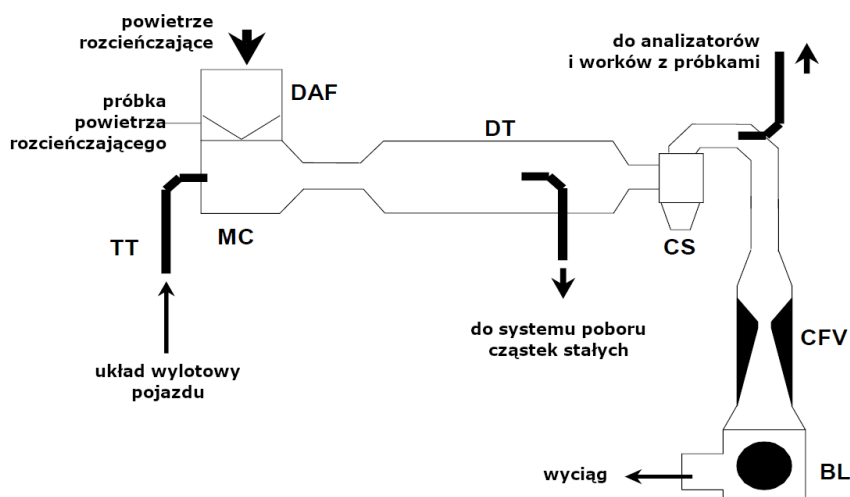 powietrze
rozcieńczające
do analizatorów
i worków z próbkami
DAF
próbka
powietrza
rozcieńczającego
DT
TT
MC
CS
do systemu poboru
cząstek stałych
CFV
układ wylotowy
pojazdu
wyciąg
BL